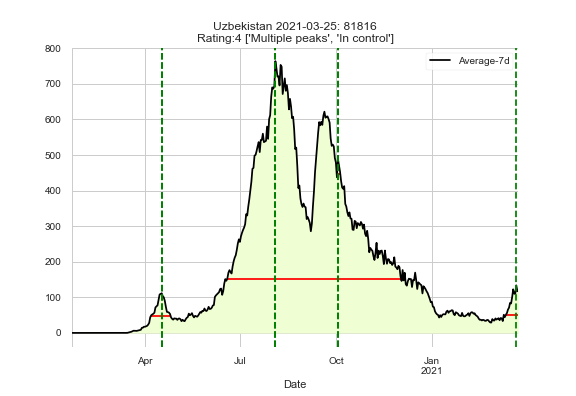 Uzbekistan 2021-03-25: 81816
Rating:4 ['Multiple peaks', 'In control']
Average-7d
800
700
600
500
400
300
200
100
0
Apr
Jul
Oct
Jan
2021
Date